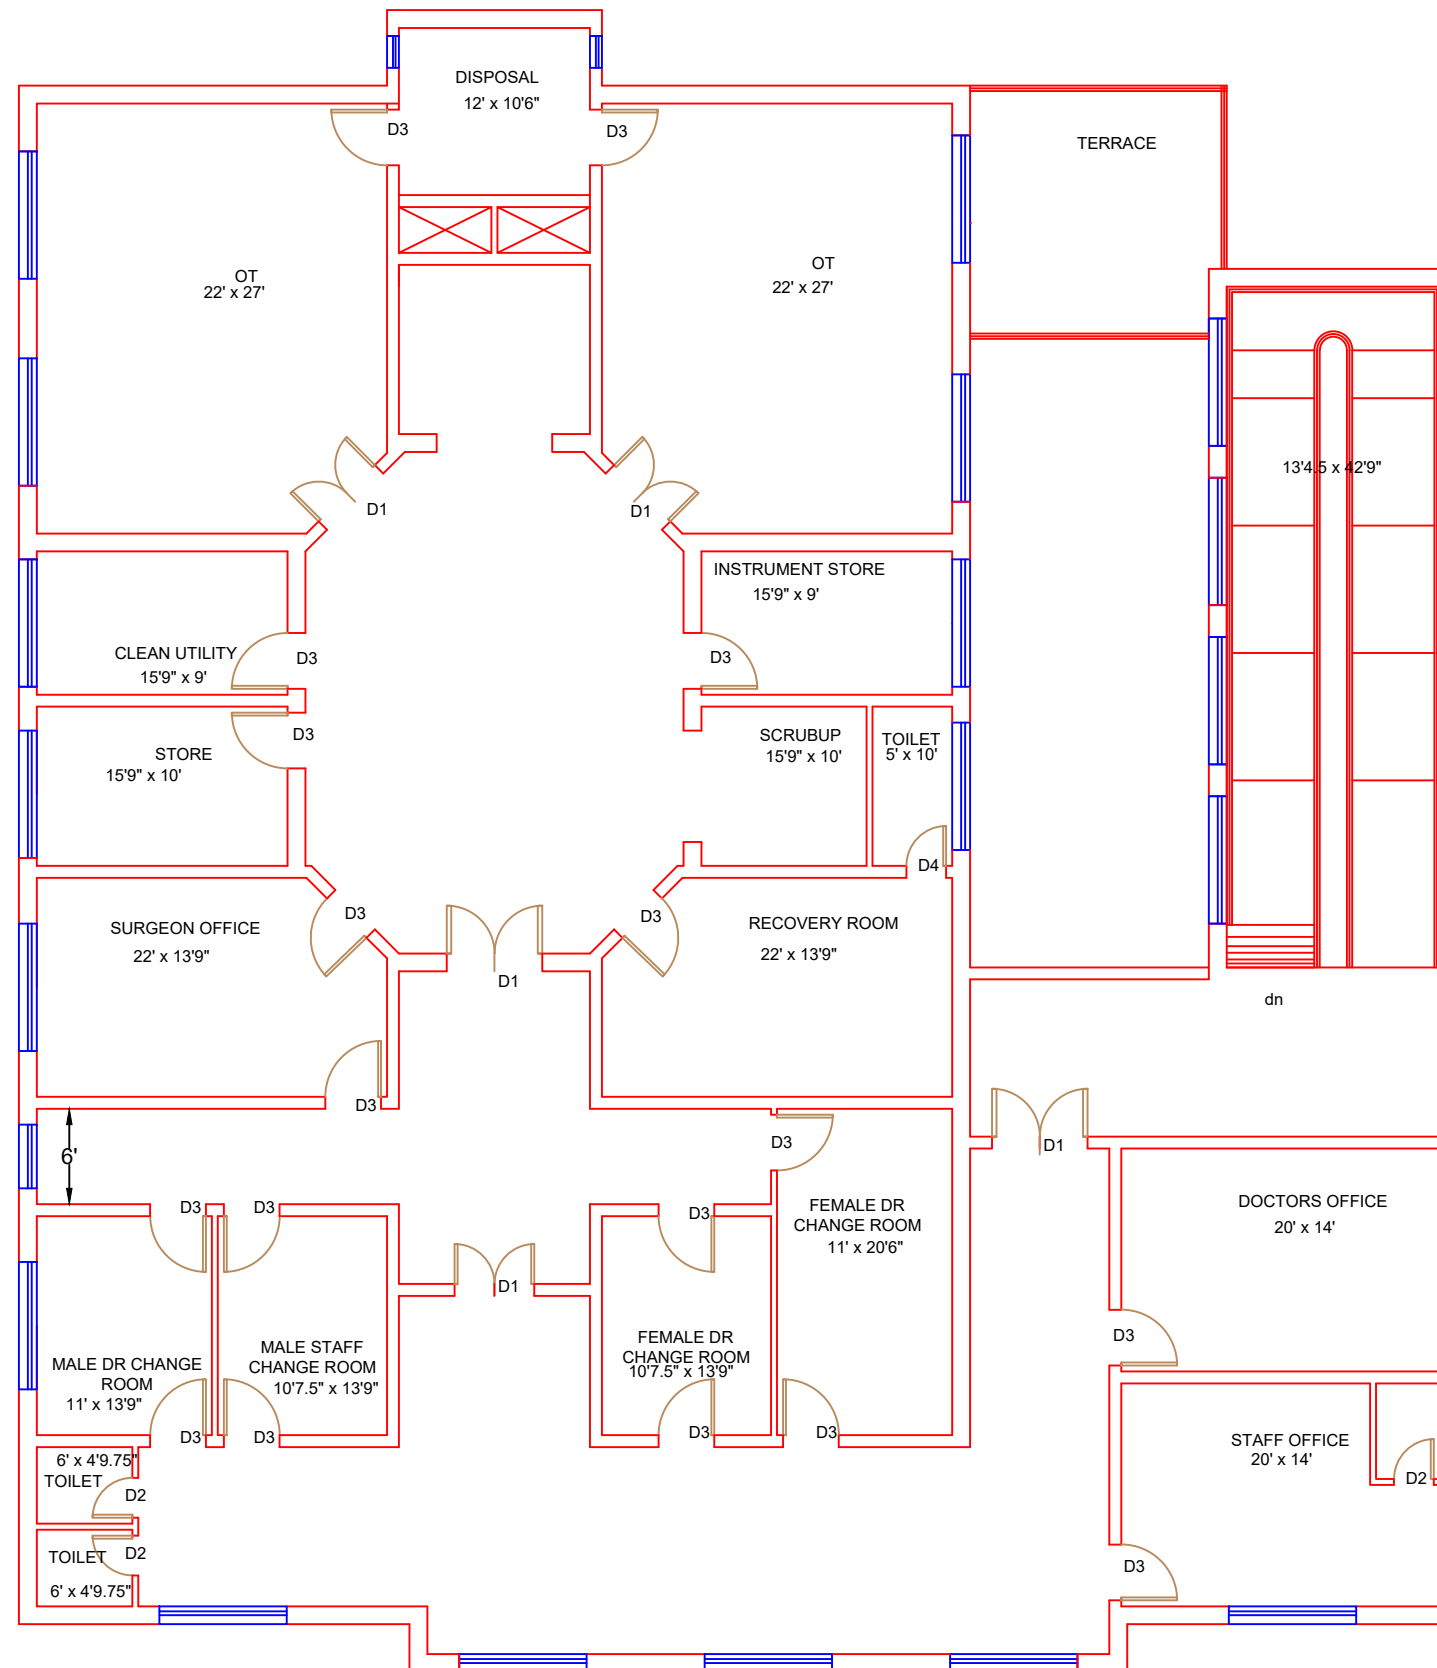 DISPOSAL
12' x 10'6"
D3
D3
TERRACE
OT
22' x 27'
OT
22' x 27'
13'4.5 x 42'9"
D1
D1
INSTRUMENT STORE
15'9" x 9'
CLEAN UTILITY
15'9" x 9'
D3
D3
STORE
15'9" x 10'
D3
SCRUBUP
15'9" x 10'
TOILET
5' x 10'
D4
SURGEON OFFICE
22' x 13'9"
D3
D3
RECOVERY ROOM
22' x 13'9"
D1
dn
D3
6'
D3
D1
D3
D3
D3
FEMALE DR
CHANGE ROOM
11' x 20'6"
DOCTORS OFFICE
20' x 14'
D1
D3
MALE DR CHANGE
ROOM
11' x 13'9"
MALE STAFF
CHANGE ROOM
10'7.5" x 13'9"
FEMALE DR
CHANGE ROOM
10'7.5" x 13'9"
D3
D3
D3
D3
STAFF OFFICE
20' x 14'
D2
6' x 4'9.75"
TOILET
D2
TOILET
D2
6' x 4'9.75"
D3